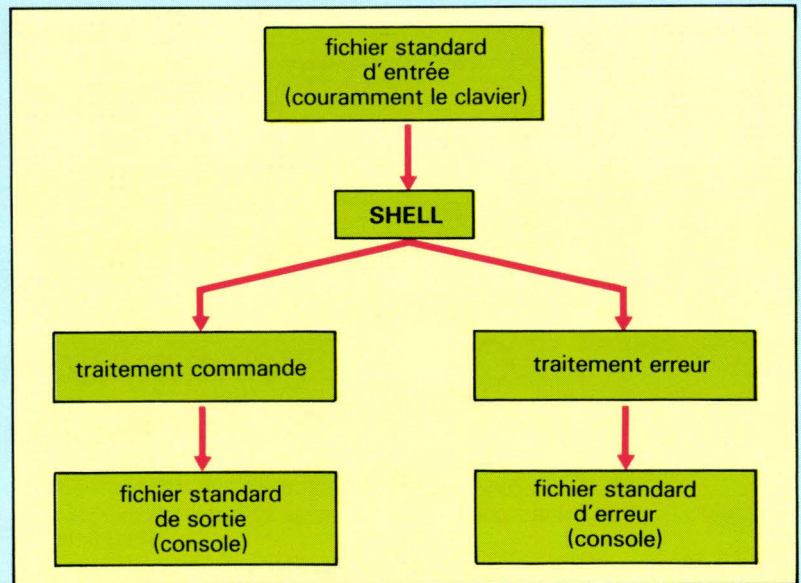 fichier standard
d'entrée
(couramment le clavier)
SHELL
traitement commande
traitement erreur
fichier standard
de sortie
(console)
fichier standard
d'erreur
(console)